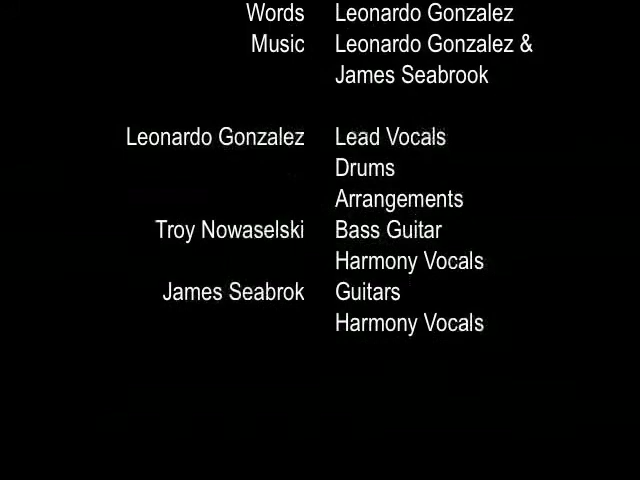 Words Leonardo Gonzalez
Music Leonardo Gonzalez &
James Seabrook
Leonardo Gonzalez Lead Vocals
Drums
Arrangements
Troy Nowaselski Bass Guitar
Harmony Vocals
James Seabrok Guitars
Harmony Vocals